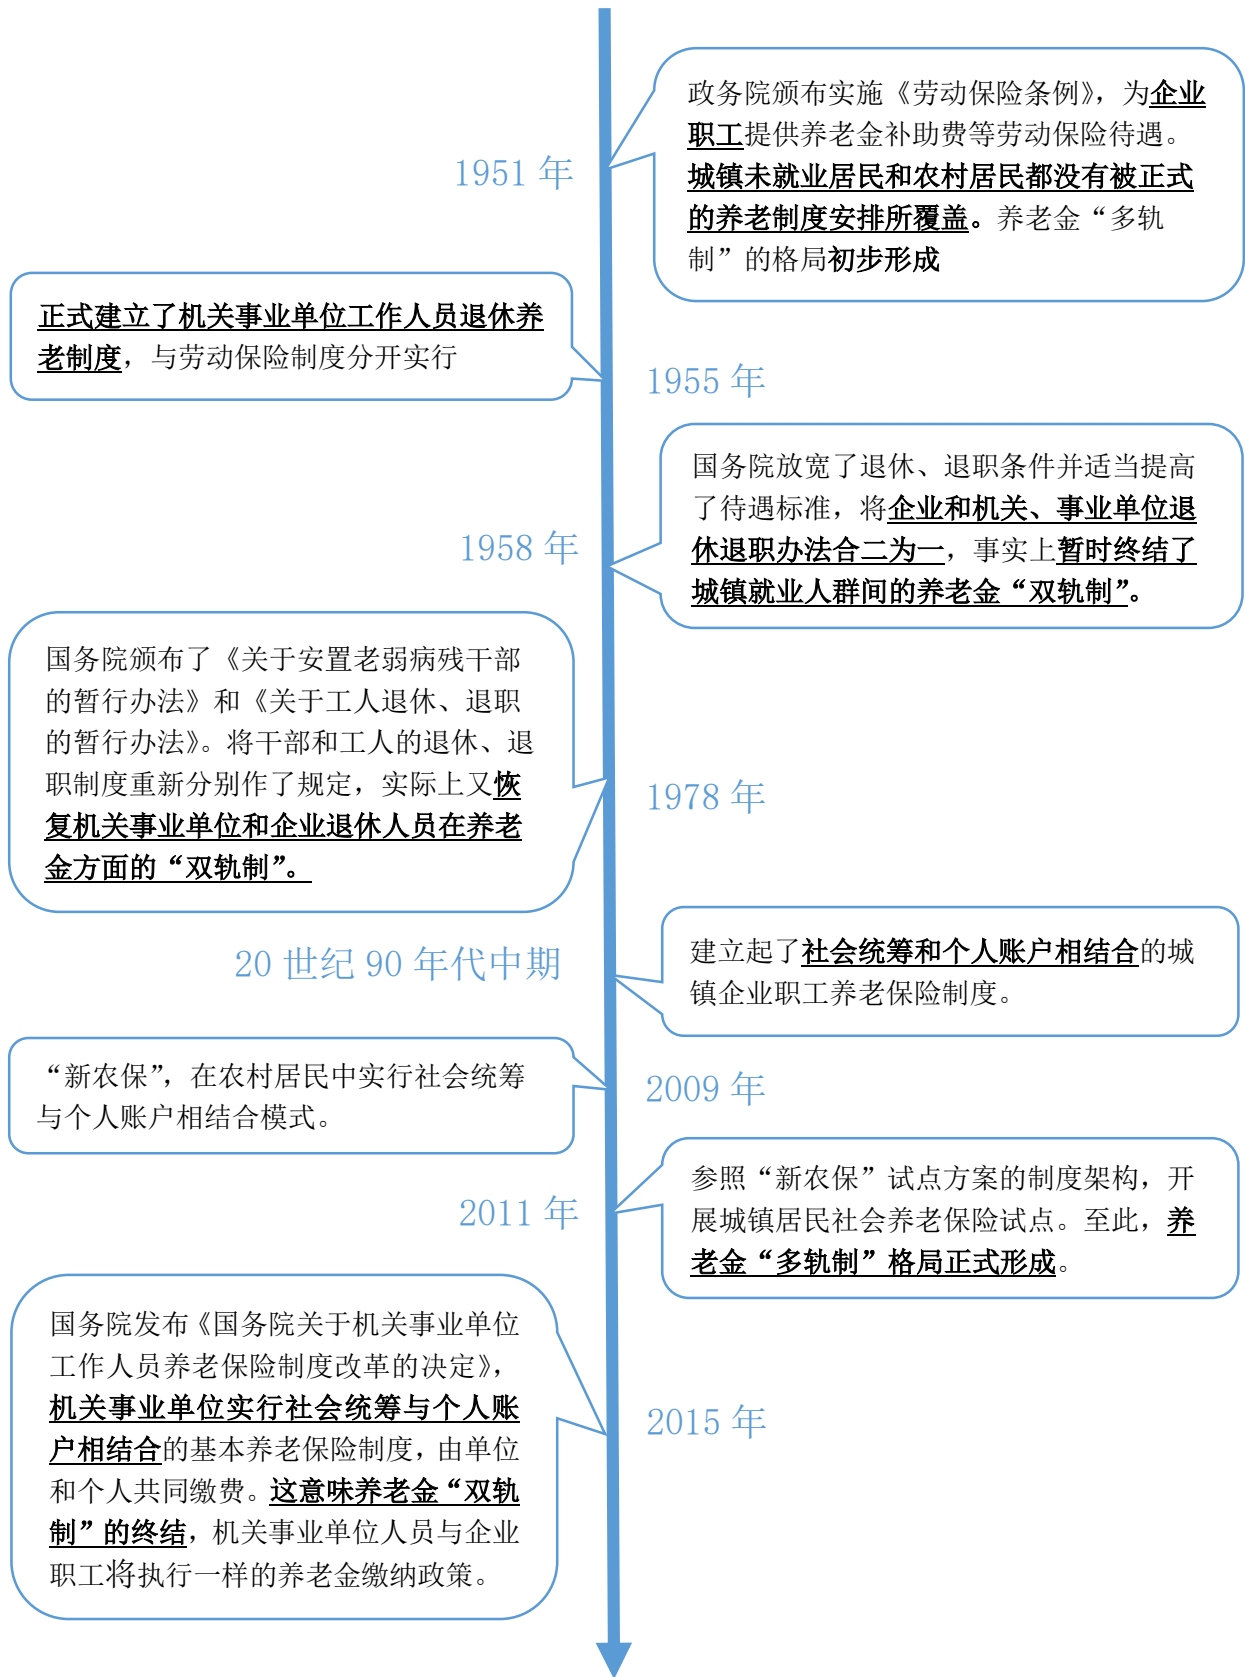 政务院颁布实施《劳动保险条例》，为企业
职工提供养老金补助费等劳动保险待遇。
城镇未就业居民和农村居民都没有被正式
的养老制度安排所覆盖。养老金“多轨
制”的格局初步形成
1951 年
正式建立了机关事业单位工作人员退休养
老制度，与劳动保险制度分开实行
1955 年
国务院放宽了退休、退职条件并适当提高
了待遇标准，将企业和机关、事业单位退
休退职办法合二为一，事实上暂时终结了
城镇就业人群间的养老金“双轨制”。
1958 年
国务院颁布了《关于安置老弱病残干部
的暂行办法》和《关于工人退休、退职
的暂行办法》。将干部和工人的退休、退
职制度重新分别作了规定，实际上又恢
复机关事业单位和企业退休人员在养老
金方面的“双轨制”。
1978 年
20 世纪 90 年代中期
建立起了社会统筹和个人账户相结合的城
镇企业职工养老保险制度。
“新农保”，在农村居民中实行社会统筹
与个人账户相结合模式。
2009 年
参照“新农保”试点方案的制度架构，开
展城镇居民社会养老保险试点。至此，养
老金“多轨制”格局正式形成。
2011 年
国务院发布《国务院关于机关事业单位
工作人员养老保险制度改革的决定》，
机关事业单位实行社会统筹与个人账
户相结合的基本养老保险制度，由单位
和个人共同缴费。这意味养老金“双轨
制”的终结，机关事业单位人员与企业
职工将执行一样的养老金缴纳政策。
2015 年